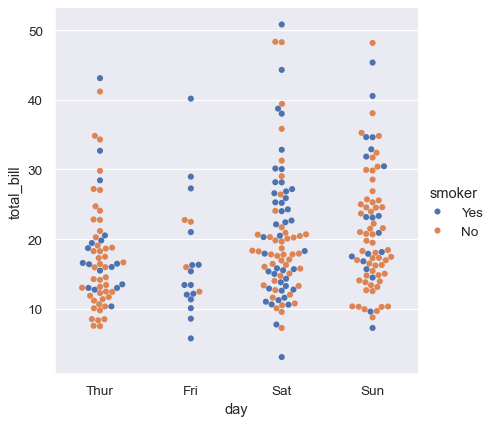 50
40
30
20
10
total_bill
Thur Fri Sat Sun
day
smoker
Yes
No